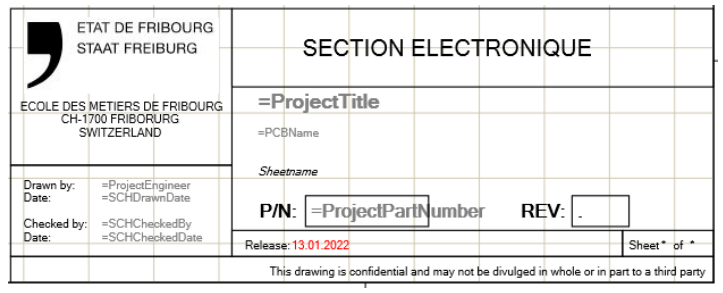 ETAT DE FRIBOURG
STAAT FREIBURG
SECTION ELECTRONIQUE
ECOLE DES METIERS DE FRIBOURG
CH-1700 FRIBORURG
SWITZERLAND
=ProjectTitle
=PCBName
Sheetname
Drawn by: =ProjectEngineer
Date: =SCHDrawnDate
P/N: =ProjectPartNumber REV: .
Checked by: =SCHCheckedBy
Date: =SCHCheckedDate
Release: 13.01.2022 Sheet * of *
This drawing is confidential and may not be divulged in whole or in part to a third party